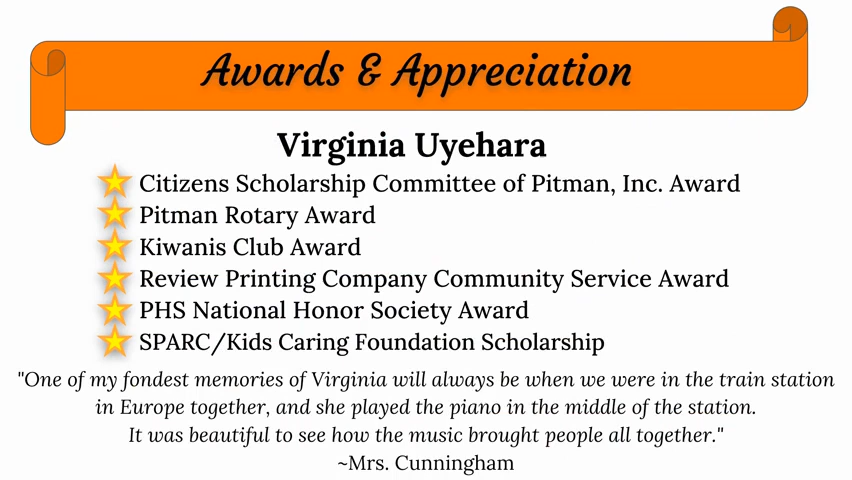 Awards & Appreciation
Virginia Uyehara
Citizens Scholarship Committee of Pitman, Inc. Award
Pitman Rotary Award
Kiwanis Club Award
Review Printing Company Community Service Award
PHS National Honor Society Award
SPARC/Kids Caring Foundation Scholarship
"One of my fondest memories of Virginia will always be when we were in the train station
in Europe together, and she played the piano in the middle of the station.
It was beautiful to see how the music brought people all together."
~Mrs. Cunningham